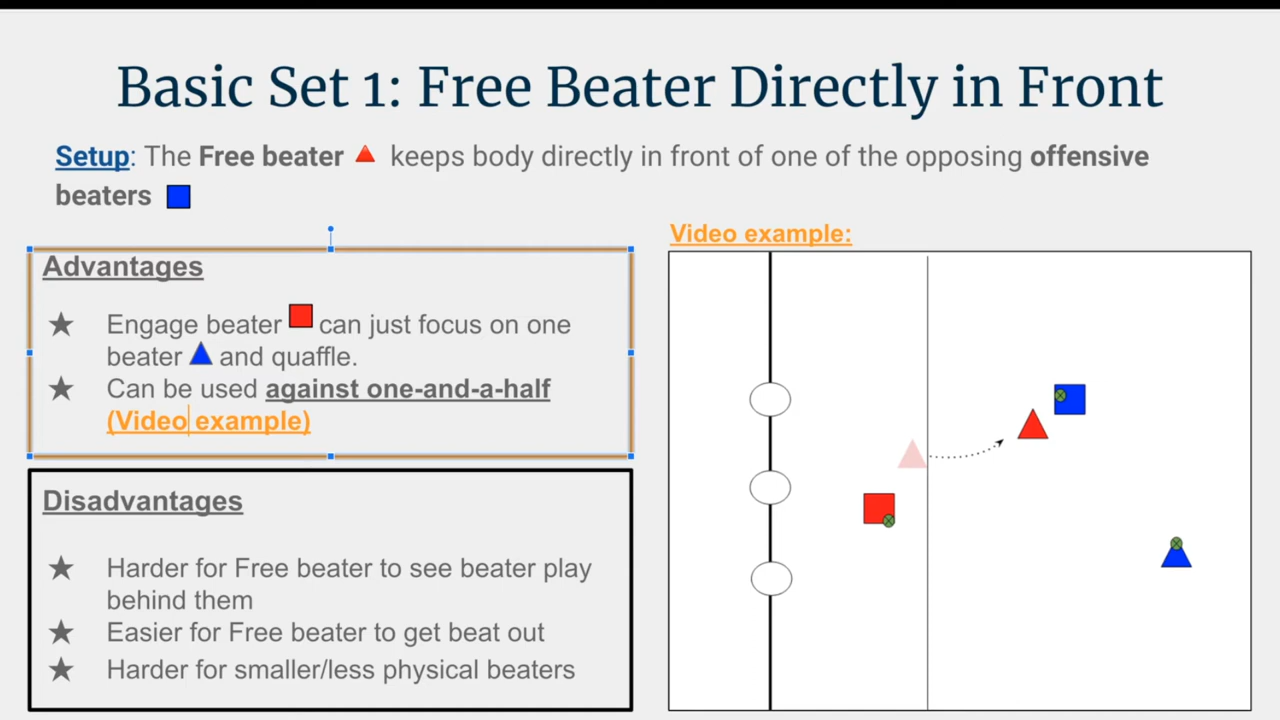 Basic Set 1: Free Beater Directly in Front
Setup: The Free beater keeps body directly in front of one of the opposing offensive
beaters
Advantages
★ Engage beater can just focus on one
beater and quaffle.
★ Can be used against one-and-a-half
(Video example)
Disadvantages
★ Harder for Free beater to see beater play
behind them
★ Easier for Free beater to get beat out
★ Harder for smaller/less physical beaters
Video example: